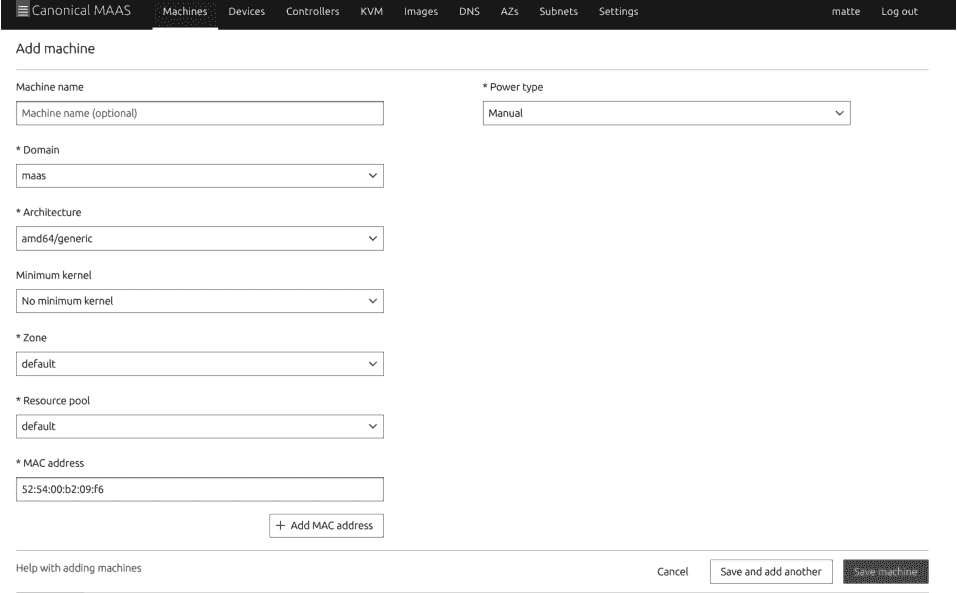 Canonical MAAS Machines Devices Controllers KVM Images DNS AZs Subnets Settings matte Log out
Add machine
Machine name
Machine name (optional)
* Domain
maas
* Architecture
amd64/generic
Minimum kernel
No minimum kernel
* Zone
default
* Resource pool
default
* MAC address
52:54:00:b2:09:f6
+ Add MAC address
* Power type
Manual
Help with adding machines
Cancel Save and add another Save machine